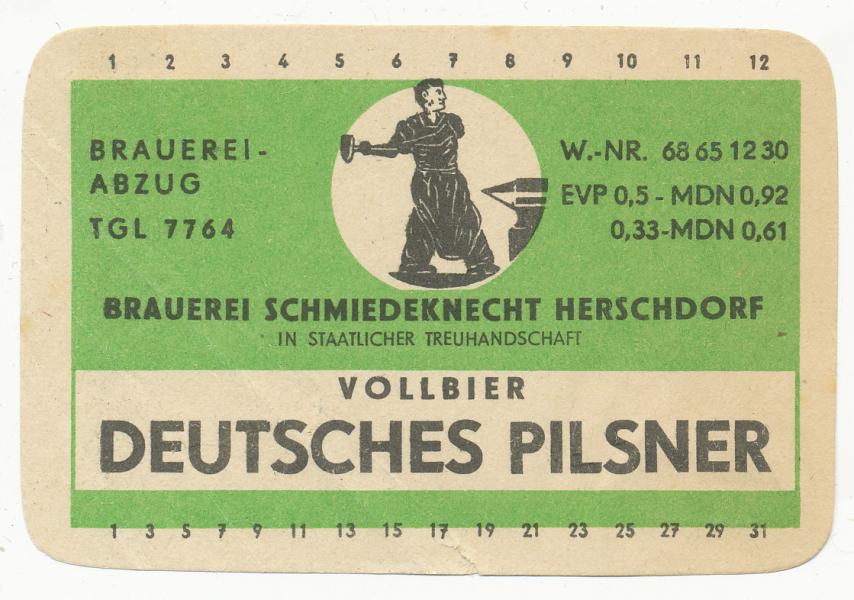 1 2 3 4 5 6 7 8 9 10 11 12
BRAUEREI-
ABZUG
TGL 7764
W.-NR. 68 65 12 30
EVP 0,5 - MDN 0,92
0,33-MDN 0,61
BRAUEREI SCHMIEDEKNECHT HERSCHDORF
IN STAATLICHER TREUHANDSCHAFT
VOLLBIER
DEUTSCHES PILSNER
1 3 5 7 9 11 13 15 17 19 21 23 25 27 29 31